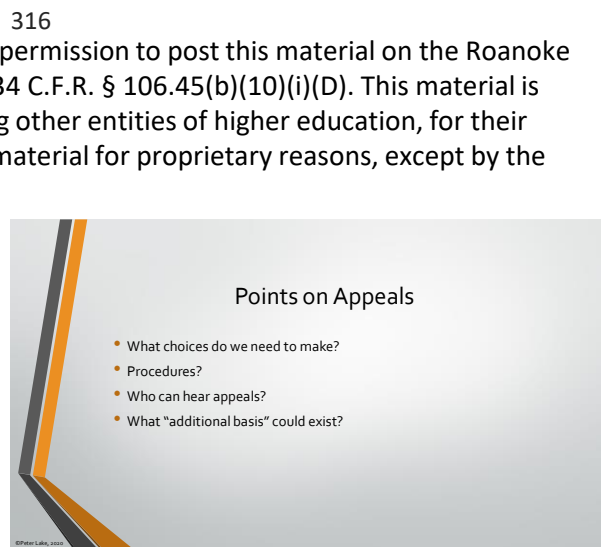 316
permission to post this material on the Roanoke
34 C.F.R. § 106.45(b)(10)(i)(D). This material is
g other entities of higher education, for their
material for proprietary reasons, except by the
Points on Appeals
• What choices do we need to make?
• Procedures?
• Who can hear appeals?
• What “additional basis” could exist?
©Peter Lake, 2020